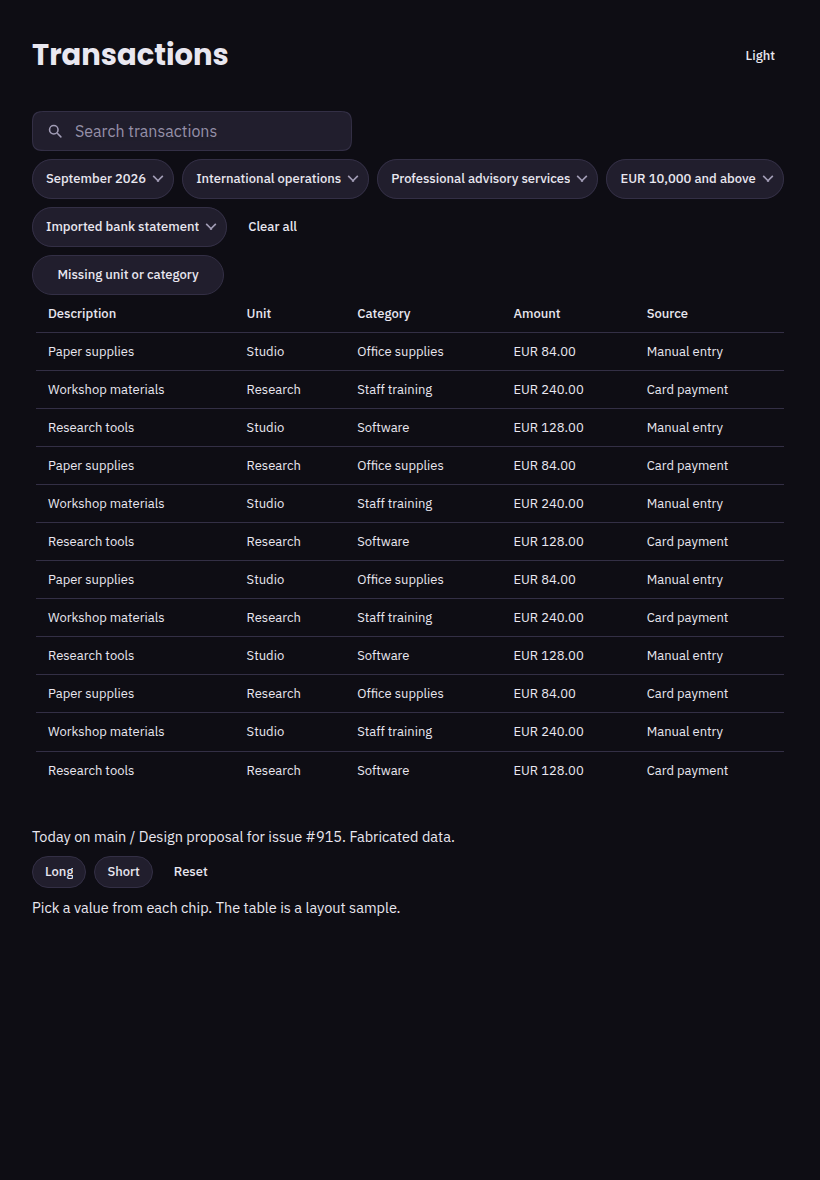 Transactions
Light
Search transactions
September 2026 International operations Professional advisory services EUR 10,000 and above
Imported bank statement Clear all
Missing unit or category
Description Unit Category Amount Source
Paper supplies Studio Office supplies EUR 84.00 Manual entry
Workshop materials Research Staff training EUR 240.00 Card payment
Research tools Studio Software EUR 128.00 Manual entry
Paper supplies Research Office supplies EUR 84.00 Card payment
Workshop materials Studio Staff training EUR 240.00 Manual entry
Research tools Research Software EUR 128.00 Card payment
Paper supplies Studio Office supplies EUR 84.00 Manual entry
Workshop materials Research Staff training EUR 240.00 Card payment
Research tools Studio Software EUR 128.00 Manual entry
Paper supplies Research Office supplies EUR 84.00 Card payment
Workshop materials Studio Staff training EUR 240.00 Manual entry
Research tools Research Software EUR 128.00 Card payment
Today on main / Design proposal for issue #915. Fabricated data.
Long Short Reset
Pick a value from each chip. The table is a layout sample.